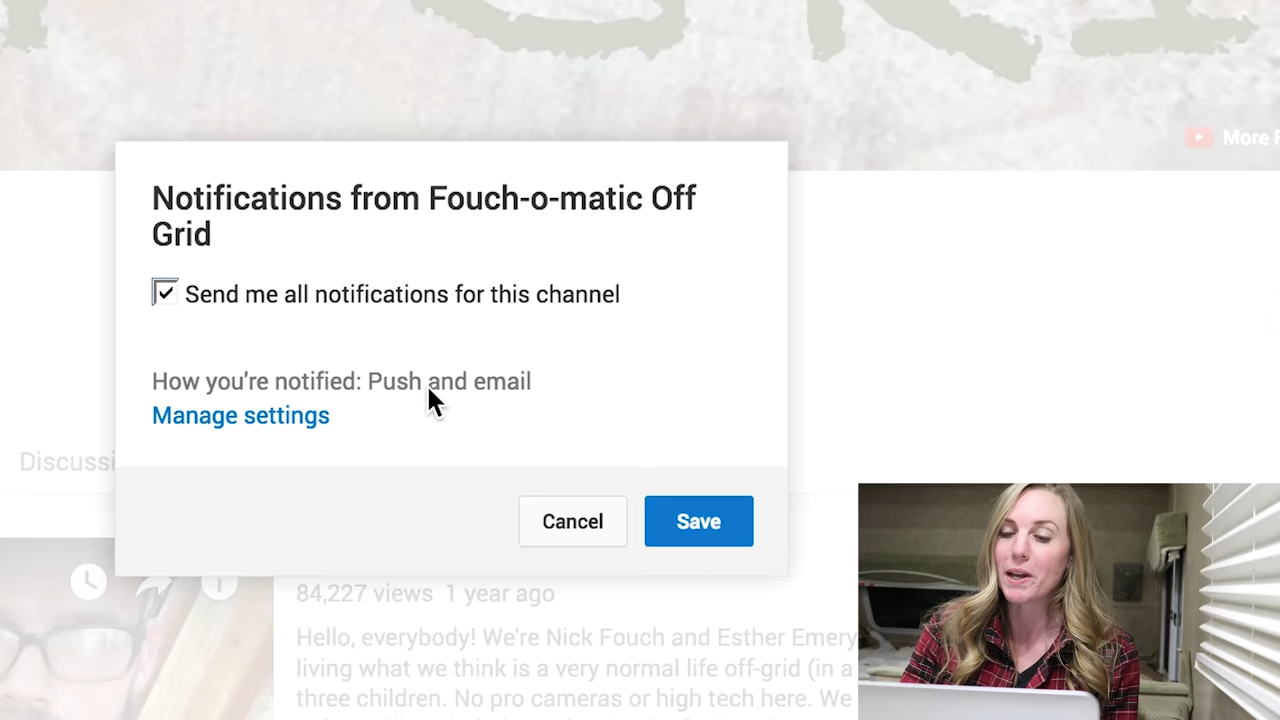 More
Notifications from Fouch-o-matic Off
Grid
Send me all notifications for this channel
How you're notified: Push and email
Manage settings
Cancel
Save
84,227 views 1 year ago
Hello, everybody! We're Nick Fouch and Esther Emery
living what we think is a very normal life off-grid (in a
three children. No pro cameras or high tech here. We